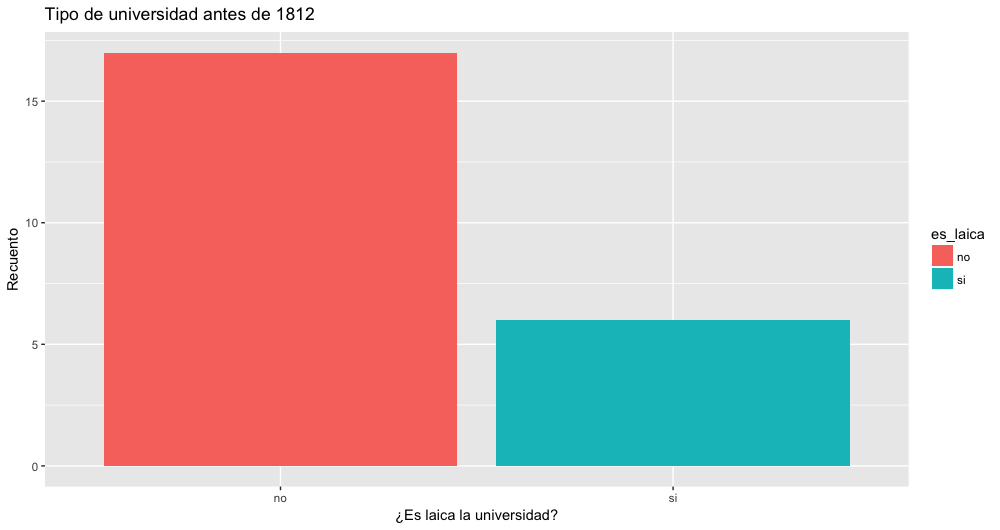 Tipo de universidad antes de 1812
15
10
5
0
Recuento
no
si
¿Es laica la universidad?
es_laica
no
si